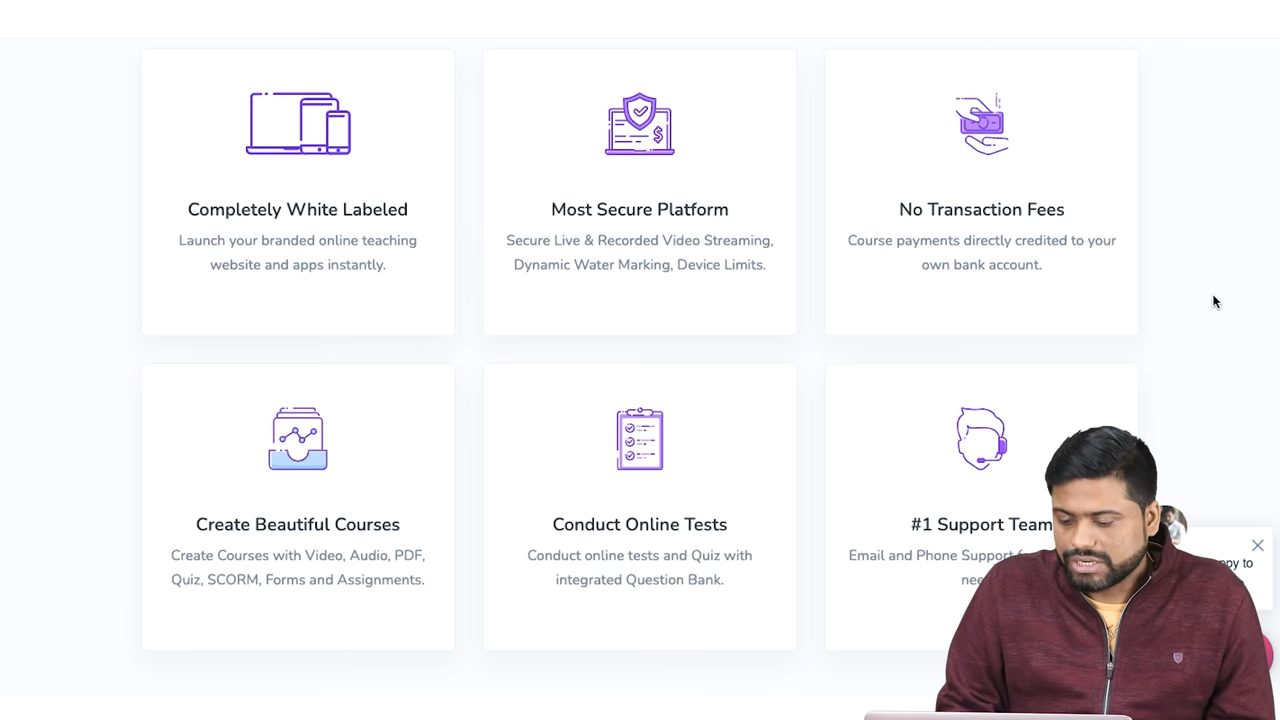 Completely White Labeled
Launch your branded online teaching
website and apps instantly.
Most Secure Platform
Secure Live & Recorded Video Streaming,
Dynamic Water Marking, Device Limits.
No Transaction Fees
Course payments directly credited to your
own bank account.
Create Beautiful Courses
Create Courses with Video, Audio, PDF,
Quiz, SCORM, Forms and Assignments.
Conduct Online Tests
Conduct online tests and Quiz with
integrated Question Bank.
#1 Support Team
Email and Phone Support
to